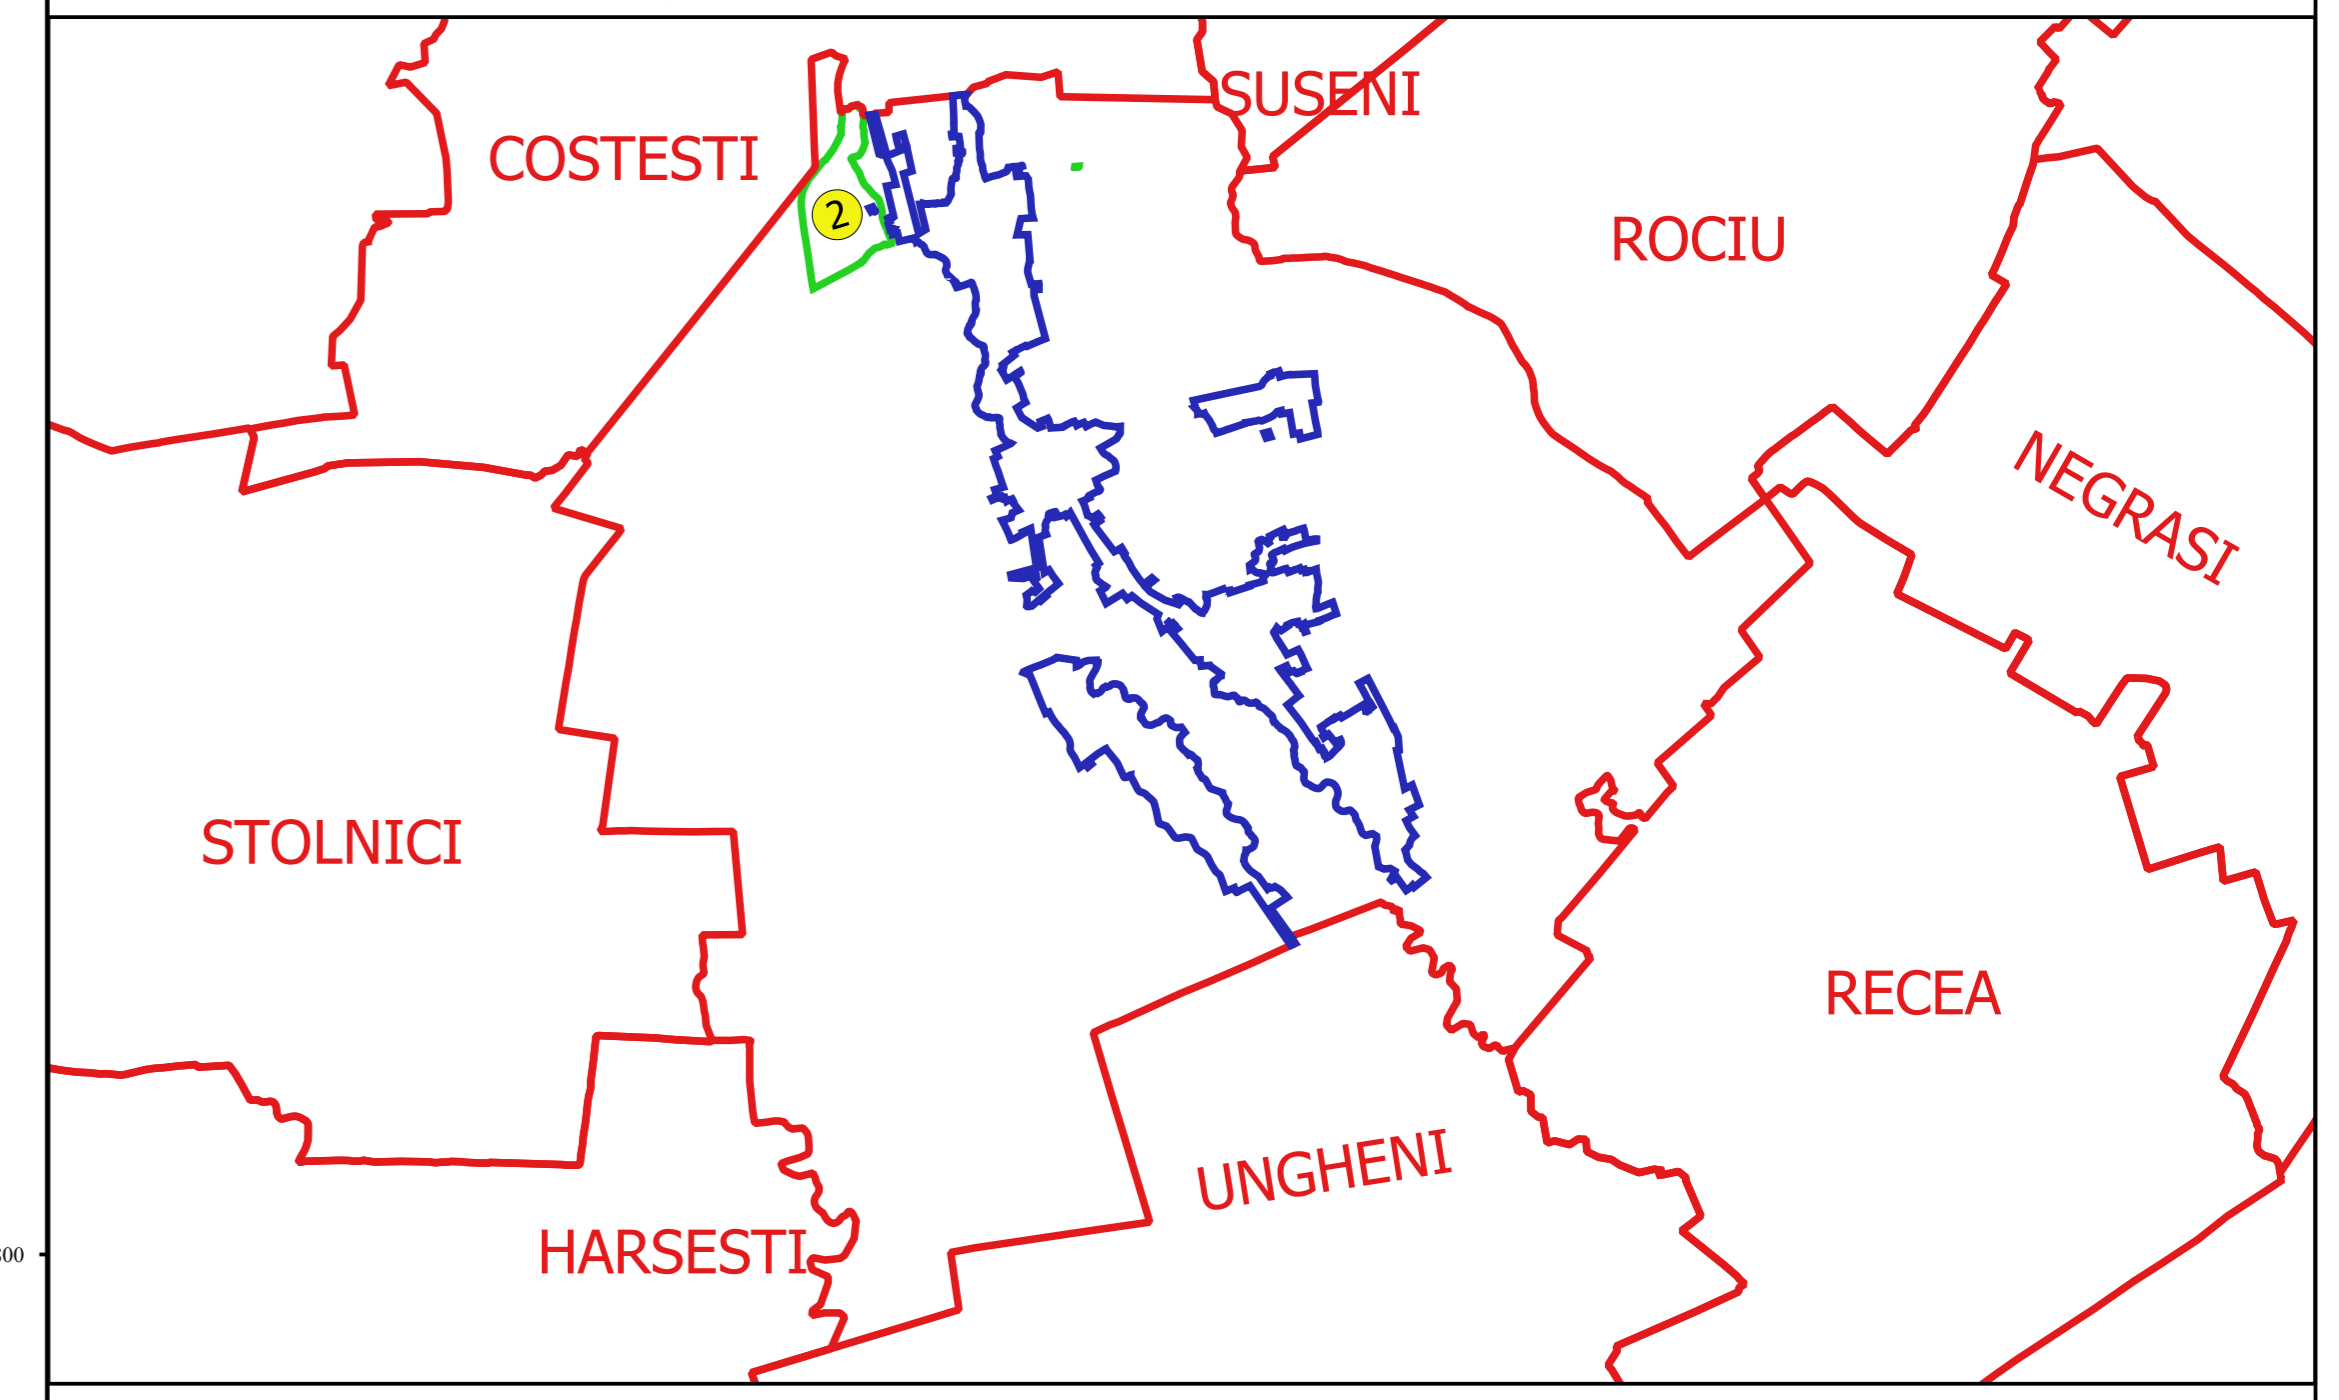 SUSENI
COSTESTI
2
ROCIU
NEGRASI
STOLNICI
RECEA
UNGHENI
HARSESTI